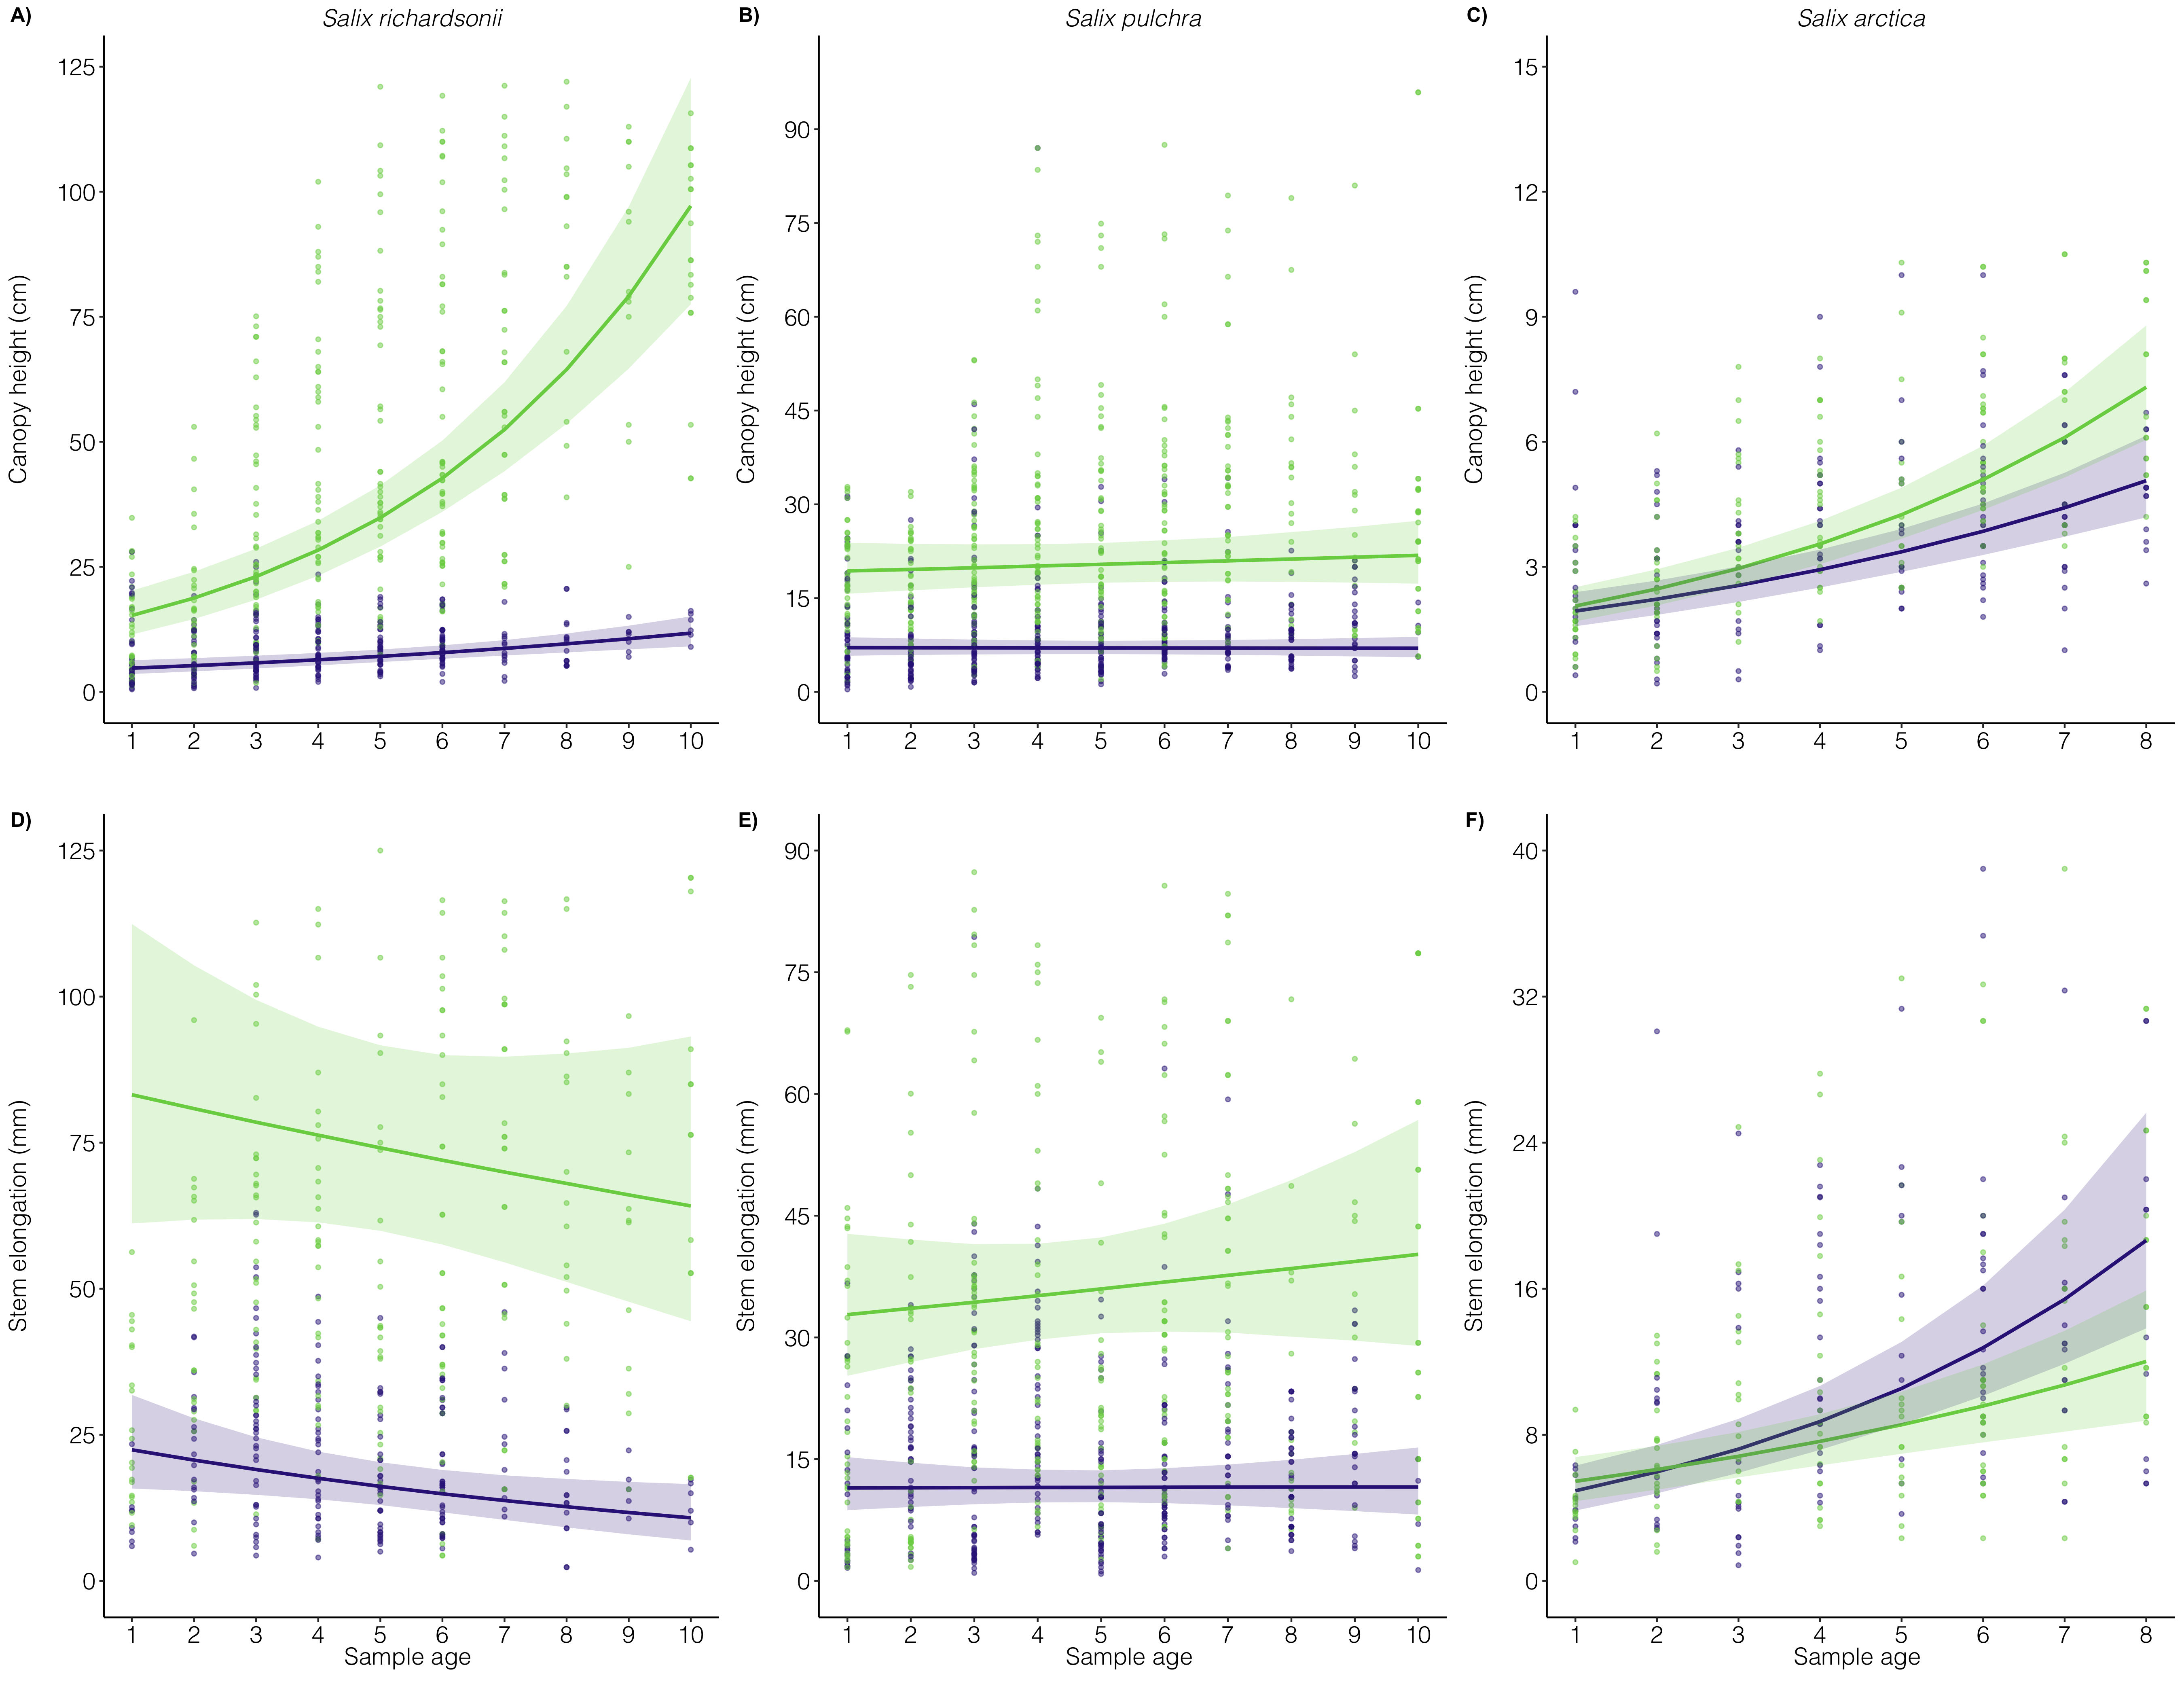 A)
Salix richardsonii
B)
Salix pulchra
C)
Salix arctica
Canopy height (cm)
125
100
75
50
25
0
1 2 3 4 5 6 7 8 9 10
Canopy height (cm)
90
75
60
45
30
15
0
1 2 3 4 5 6 7 8 9 10
Canopy height (cm)
15
12
9
6
3
0
1 2 3 4 5 6 7 8
D)
Stem elongation (mm)
125
100
75
50
25
0
1 2 3 4 5 6 7 8 9 10
Sample age
E)
Stem elongation (mm)
90
75
60
45
30
15
0
1 2 3 4 5 6 7 8 9 10
Sample age
F)
Stem elongation (mm)
40
32
24
16
8
0
1 2 3 4 5 6 7 8
Sample age